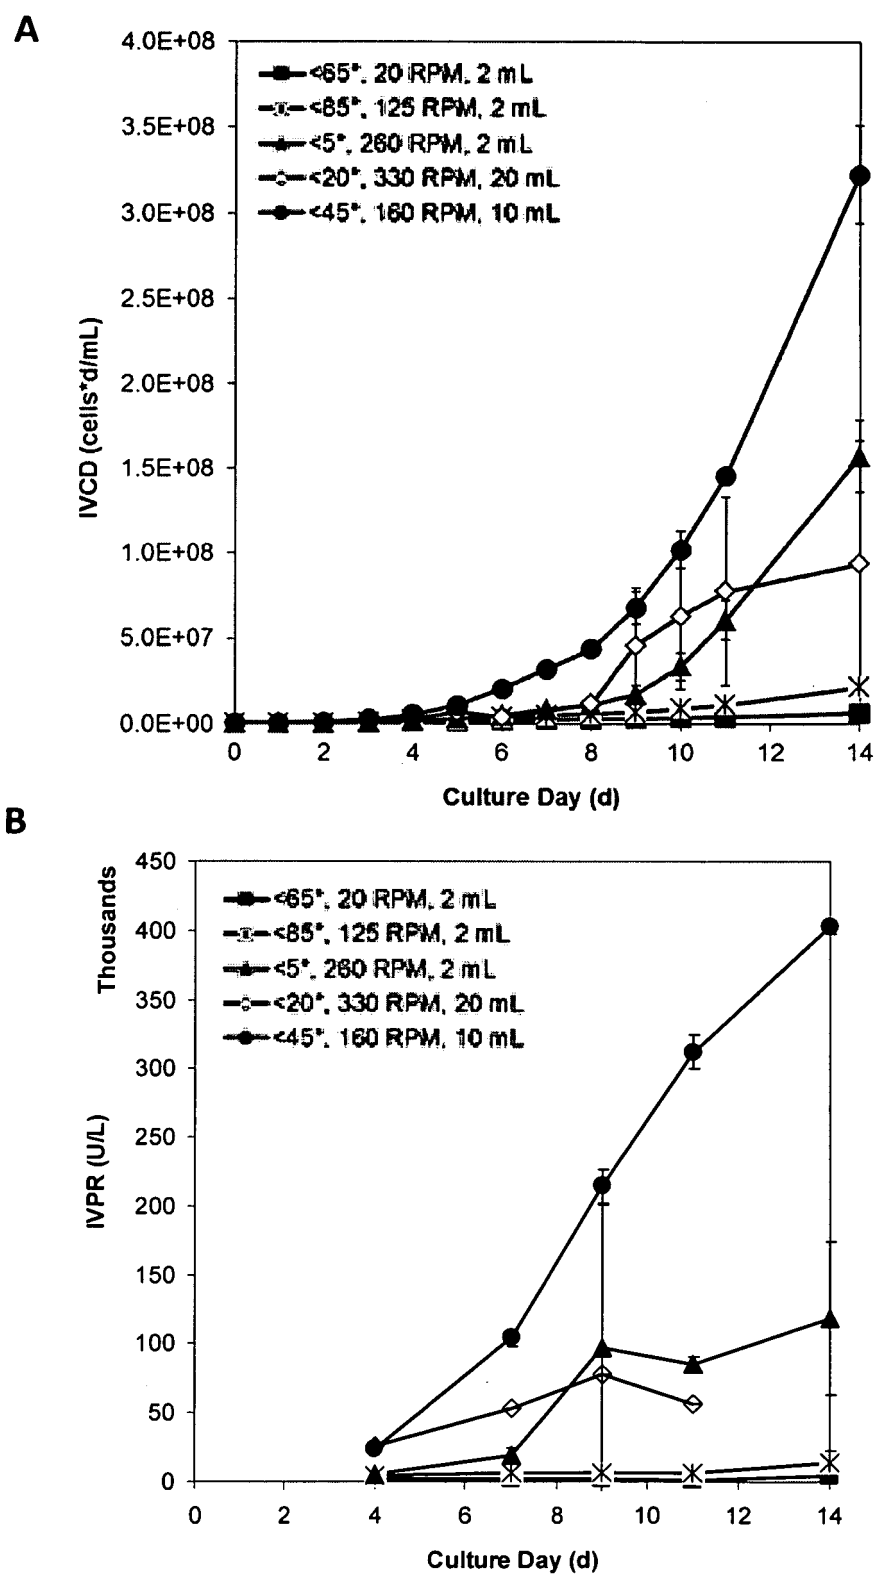 A
4.0E+08
3.5E+08
3.0E+08
2.5E+08
2.0E+08
1.5E+08
1.0E+08
5.0E+07
0.0E+00
IVCD (cells*d/mL)
<65°, 20 RPM, 2 mL
<85°, 125 RPM, 2 mL
<5°, 260 RPM, 2 mL
<20°, 330 RPM, 20 mL
<45°, 160 RPM, 10 mL
0 2 4 6 8 10 12 14
Culture Day (d)
B
Thousands
450
400
350
300
250
200
150
100
50
0
IVPR (U/L)
<65°, 20 RPM, 2 mL
<85°, 125 RPM, 2 mL
<5°, 260 RPM, 2 mL
<20°, 330 RPM, 20 mL
<45°, 160 RPM, 10 mL
0 2 4 6 8 10 12 14
Culture Day (d)